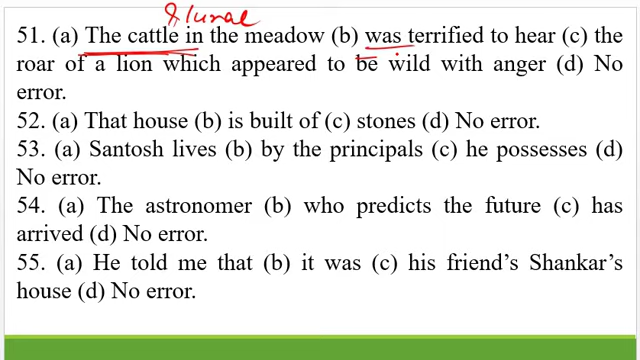 plural
51. (a) The cattle in the meadow (b) was terrified to hear (c) the
roar of a lion which appeared to be wild with anger (d) No
error.
52. (a) That house (b) is built of (c) stones (d) No error.
53. (a) Santosh lives (b) by the principals (c) he possesses (d)
No error.
54. (a) The astronomer (b) who predicts the future (c) has
arrived (d) No error.
55. (a) He told me that (b) it was (c) his friend's Shankar's
house (d) No error.